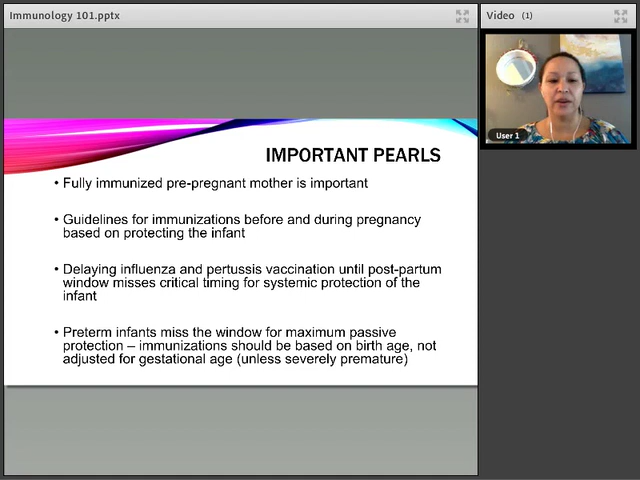 Immunology 101.pptx
Video (1)
User 1
IMPORTANT PEARLS
• Fully immunized pre-pregnant mother is important
• Guidelines for immunizations before and during pregnancy
based on protecting the infant
• Delaying influenza and pertussis vaccination until post-partum
window misses critical timing for systemic protection of the
infant
• Preterm infants miss the window for maximum passive
protection – immunizations should be based on birth age, not
adjusted for gestational age (unless severely premature)